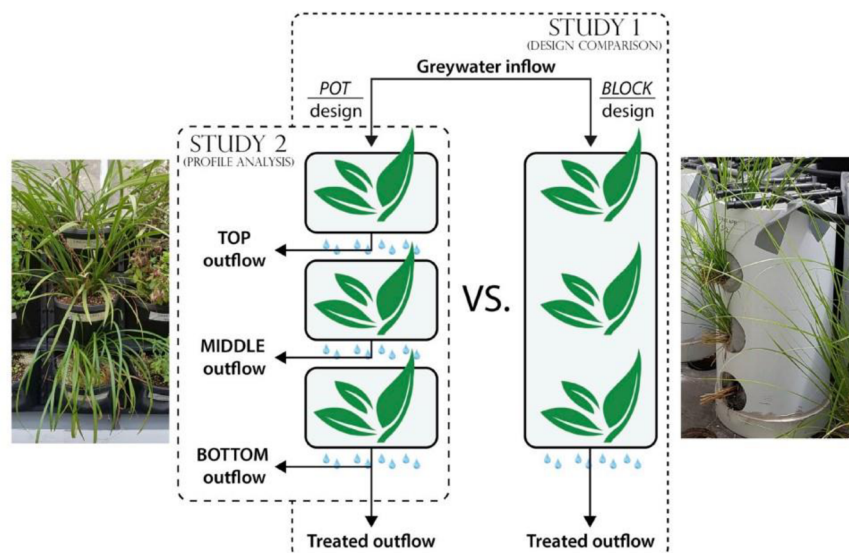 STUDY 1
(DESIGN COMPARISON)
Greywater inflow
POT
design
BLOCK
design
STUDY 2
(PROFILE ANALYSIS)
TOP
outflow
VS.
MIDDLE
outflow
BOTTOM
outflow
Treated outflow
Treated outflow